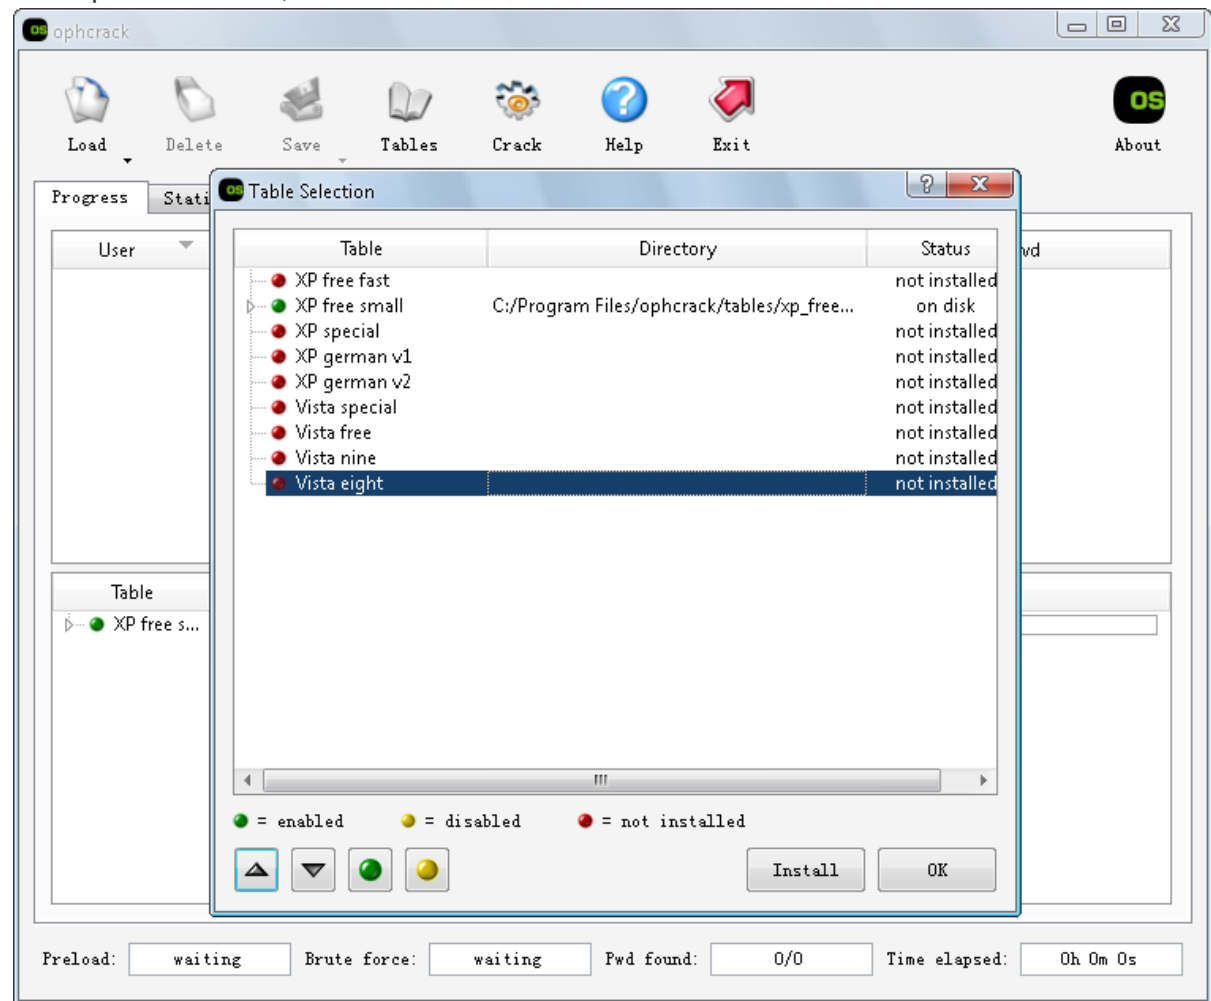 ophcrack
OS
Load Delete Save Tables Crack Help Exit About
Progress Stati
Table Selection
User
Table Directory Status
XP free fast not installed
XP free small C:/Program Files/ophcrack/tables/xp_free... on disk
XP special not installed
XP german v1 not installed
XP german v2 not installed
Vista special not installed
Vista free not installed
Vista nine not installed
Vista eight not installed
Table
XP free s...
= enabled = disabled = not installed
Install OK
Preload: waiting Brute force: waiting Pwd found: 0/0 Time elapsed: 0h 0m 0s